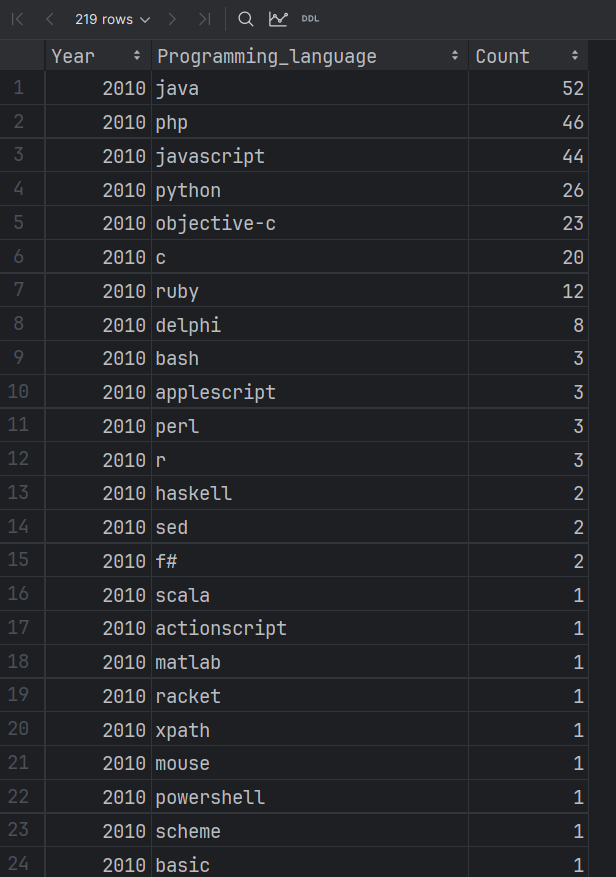 219 rows DDL
Year Programming_language Count
1 2010 java 52
2 2010 php 46
3 2010 javascript 44
4 2010 python 26
5 2010 objective-c 23
6 2010 c 20
7 2010 ruby 12
8 2010 delphi 8
9 2010 bash 3
10 2010 applescript 3
11 2010 perl 3
12 2010 r 3
13 2010 haskell 2
14 2010 sed 2
15 2010 f# 2
16 2010 scala 1
17 2010 actionscript 1
18 2010 matlab 1
19 2010 racket 1
20 2010 xpath 1
21 2010 mouse 1
22 2010 powershell 1
23 2010 scheme 1
24 2010 basic 1